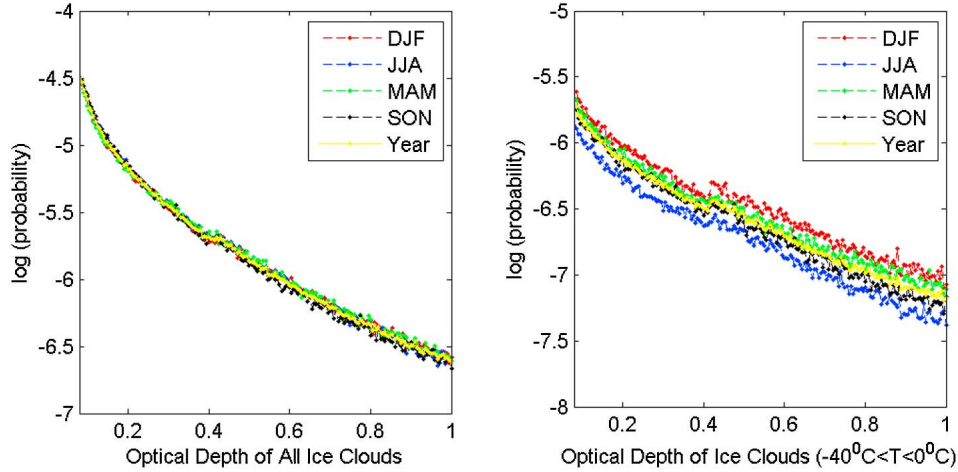 DJF
JJA
MAM
SON
Year
-4.5
-5
-5.5
-6
-6.5
-7
log (probability)
0.2 0.4 0.6 0.8 1
Optical Depth of All Ice Clouds
DJF
JJA
MAM
SON
Year
-5
-5.5
-6
-6.5
-7
-7.5
-8
log (probability)
0.2 0.4 0.6 0.8 1
Optical Depth of Ice Clouds (-40⁰C<T<0⁰C)